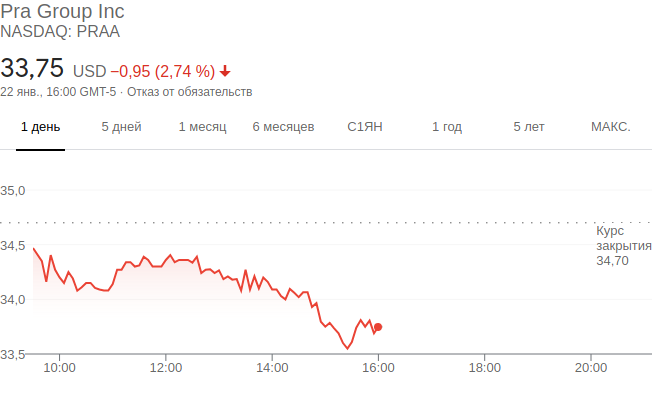 Pra Group Inc
NASDAQ: PRAA
33,75 USD −0,95 (2,74 %)
22 янв., 16:00 GMT-5 · Отказ от обязательств
1 день 5 дней 1 месяц 6 месяцев С1ЯН 1 год 5 лет МАКС.
35,0
Курс
34,5 закрытия
34,70
34,0
33,5
10:00 12:00 14:00 16:00 18:00 20:00